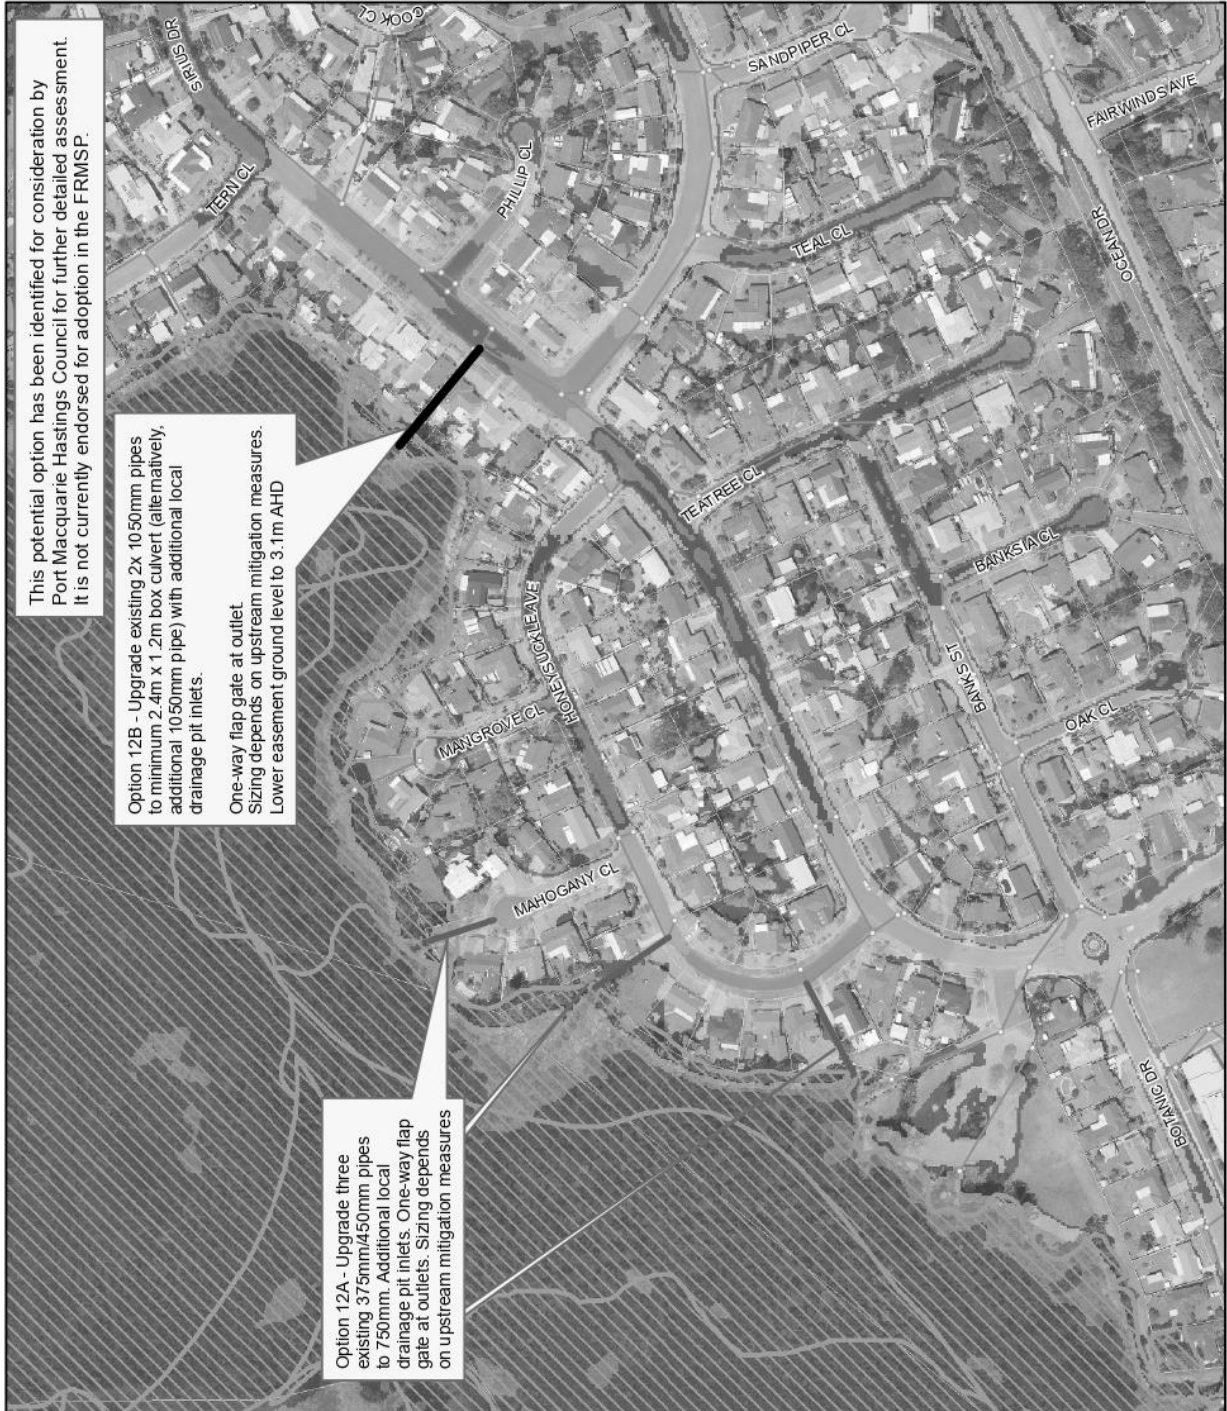 This potential option has been identified for consideration by
Port Macquarie Hastings Council for further detailed assessment.
It is not currently endorsed for adoption in the FRMSP.
Option 12B - Upgrade existing 2x 1050mm pipes
to minimum 2.4m x 1.2m box culvert (alternatively,
additional 1050mm pipe) with additional local
drainage pit inlets.
One-way flap gate at outlet.
Sizing depends on upstream mitigation measures.
Lower easement ground level to 3.1m AHD
Option 12A - Upgrade three
existing 375mm/450mm pipes
to 750mm. Additional local
drainage pit inlets. One-way flap
gate at outlets. Sizing depends
on upstream mitigation measures
SIRIUS DR
COOK CL
TERN CL
PHILLIP CL
SANDPIPER CL
FAIRWINDS AVE
TEAL CL
OCEAN DR
TEATREE CL
HONEYSUCKLE AVE
BANKSIA CL
MANGROVE CL
BANKS ST
OAK CL
MAHOGANY CL
BOTANIC DR